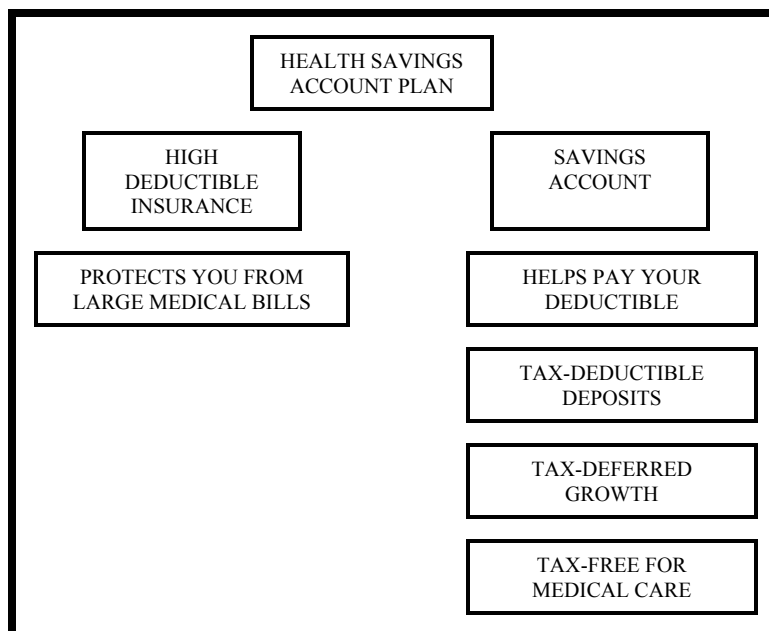 HEALTH SAVINGS
ACCOUNT PLAN
HIGH
DEDUCTIBLE
INSURANCE
SAVINGS
ACCOUNT
PROTECTS YOU FROM
LARGE MEDICAL BILLS
HELPS PAY YOUR
DEDUCTIBLE
TAX-DEDUCTIBLE
DEPOSITS
TAX-DEFERRED
GROWTH
TAX-FREE FOR
MEDICAL CARE